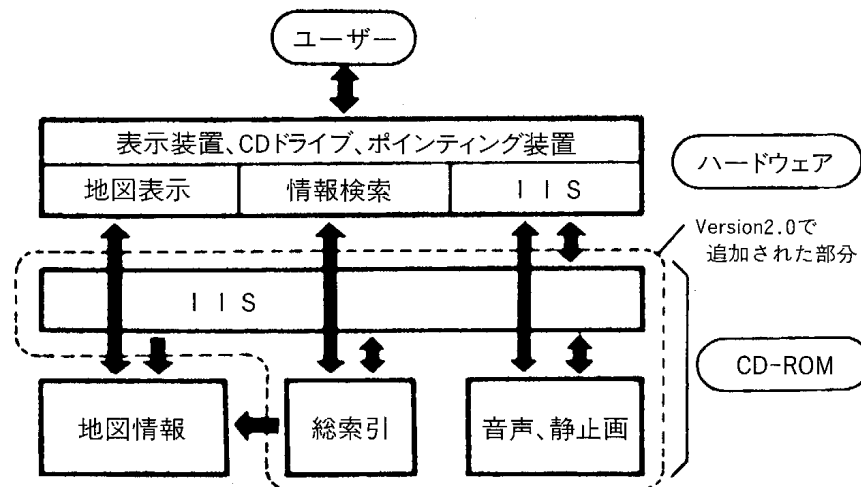 ユーザー
表示装置、CDドライブ、ポインティング装置
地図表示
情報検索
IIS
ハードウェア
Version2.0で
追加された部分
IIS
CD-ROM
地図情報
総索引
音声、静止画